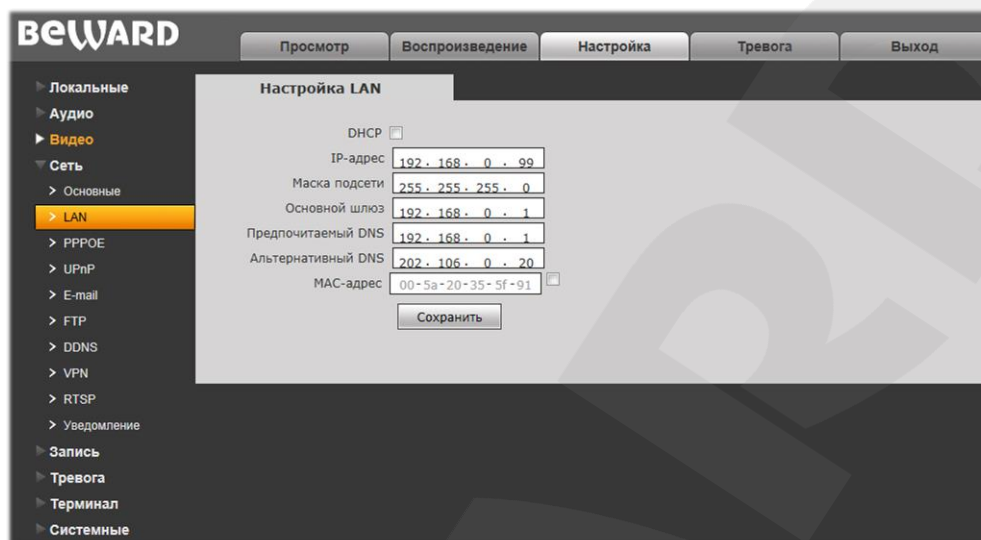 BEWARD
Просмотр Воспроизведение Настройка Тревога Выход
Локальные
Аудио
Видео
Сеть
Основные
LAN
PPPOE
UPnP
E-mail
FTP
DDNS
VPN
RTSP
Уведомление
Запись
Тревога
Терминал
Системные
Настройка LAN
DHCP
IP-адрес 192. 168. 0 . 99
Маска подсети 255. 255. 255. 0
Основной шлюз 192. 168. 0 . 1
Предпочитаемый DNS 192. 168. 0 . 1
Альтернативный DNS 202. 106. 0 . 20
MAC-адрес 00-5a-20-35-5f-91
Сохранить